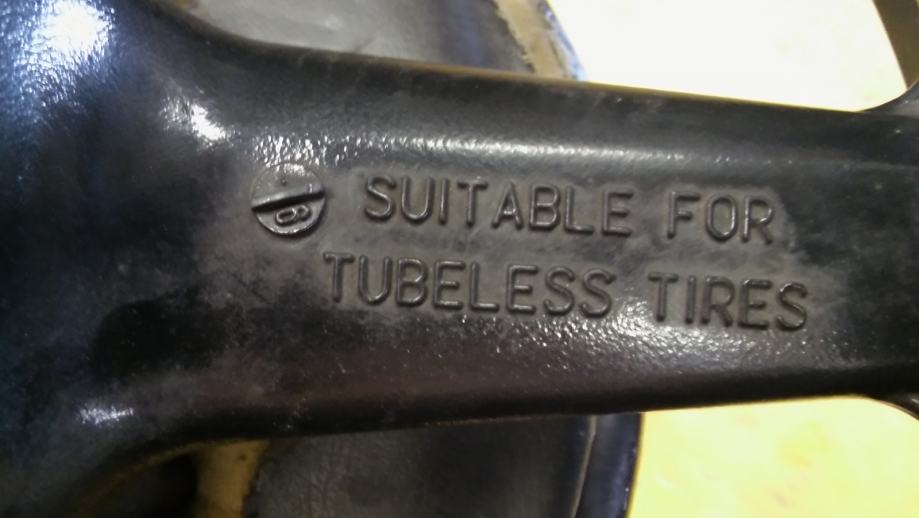 SUITABLE FOR
TUBELESS TIRES